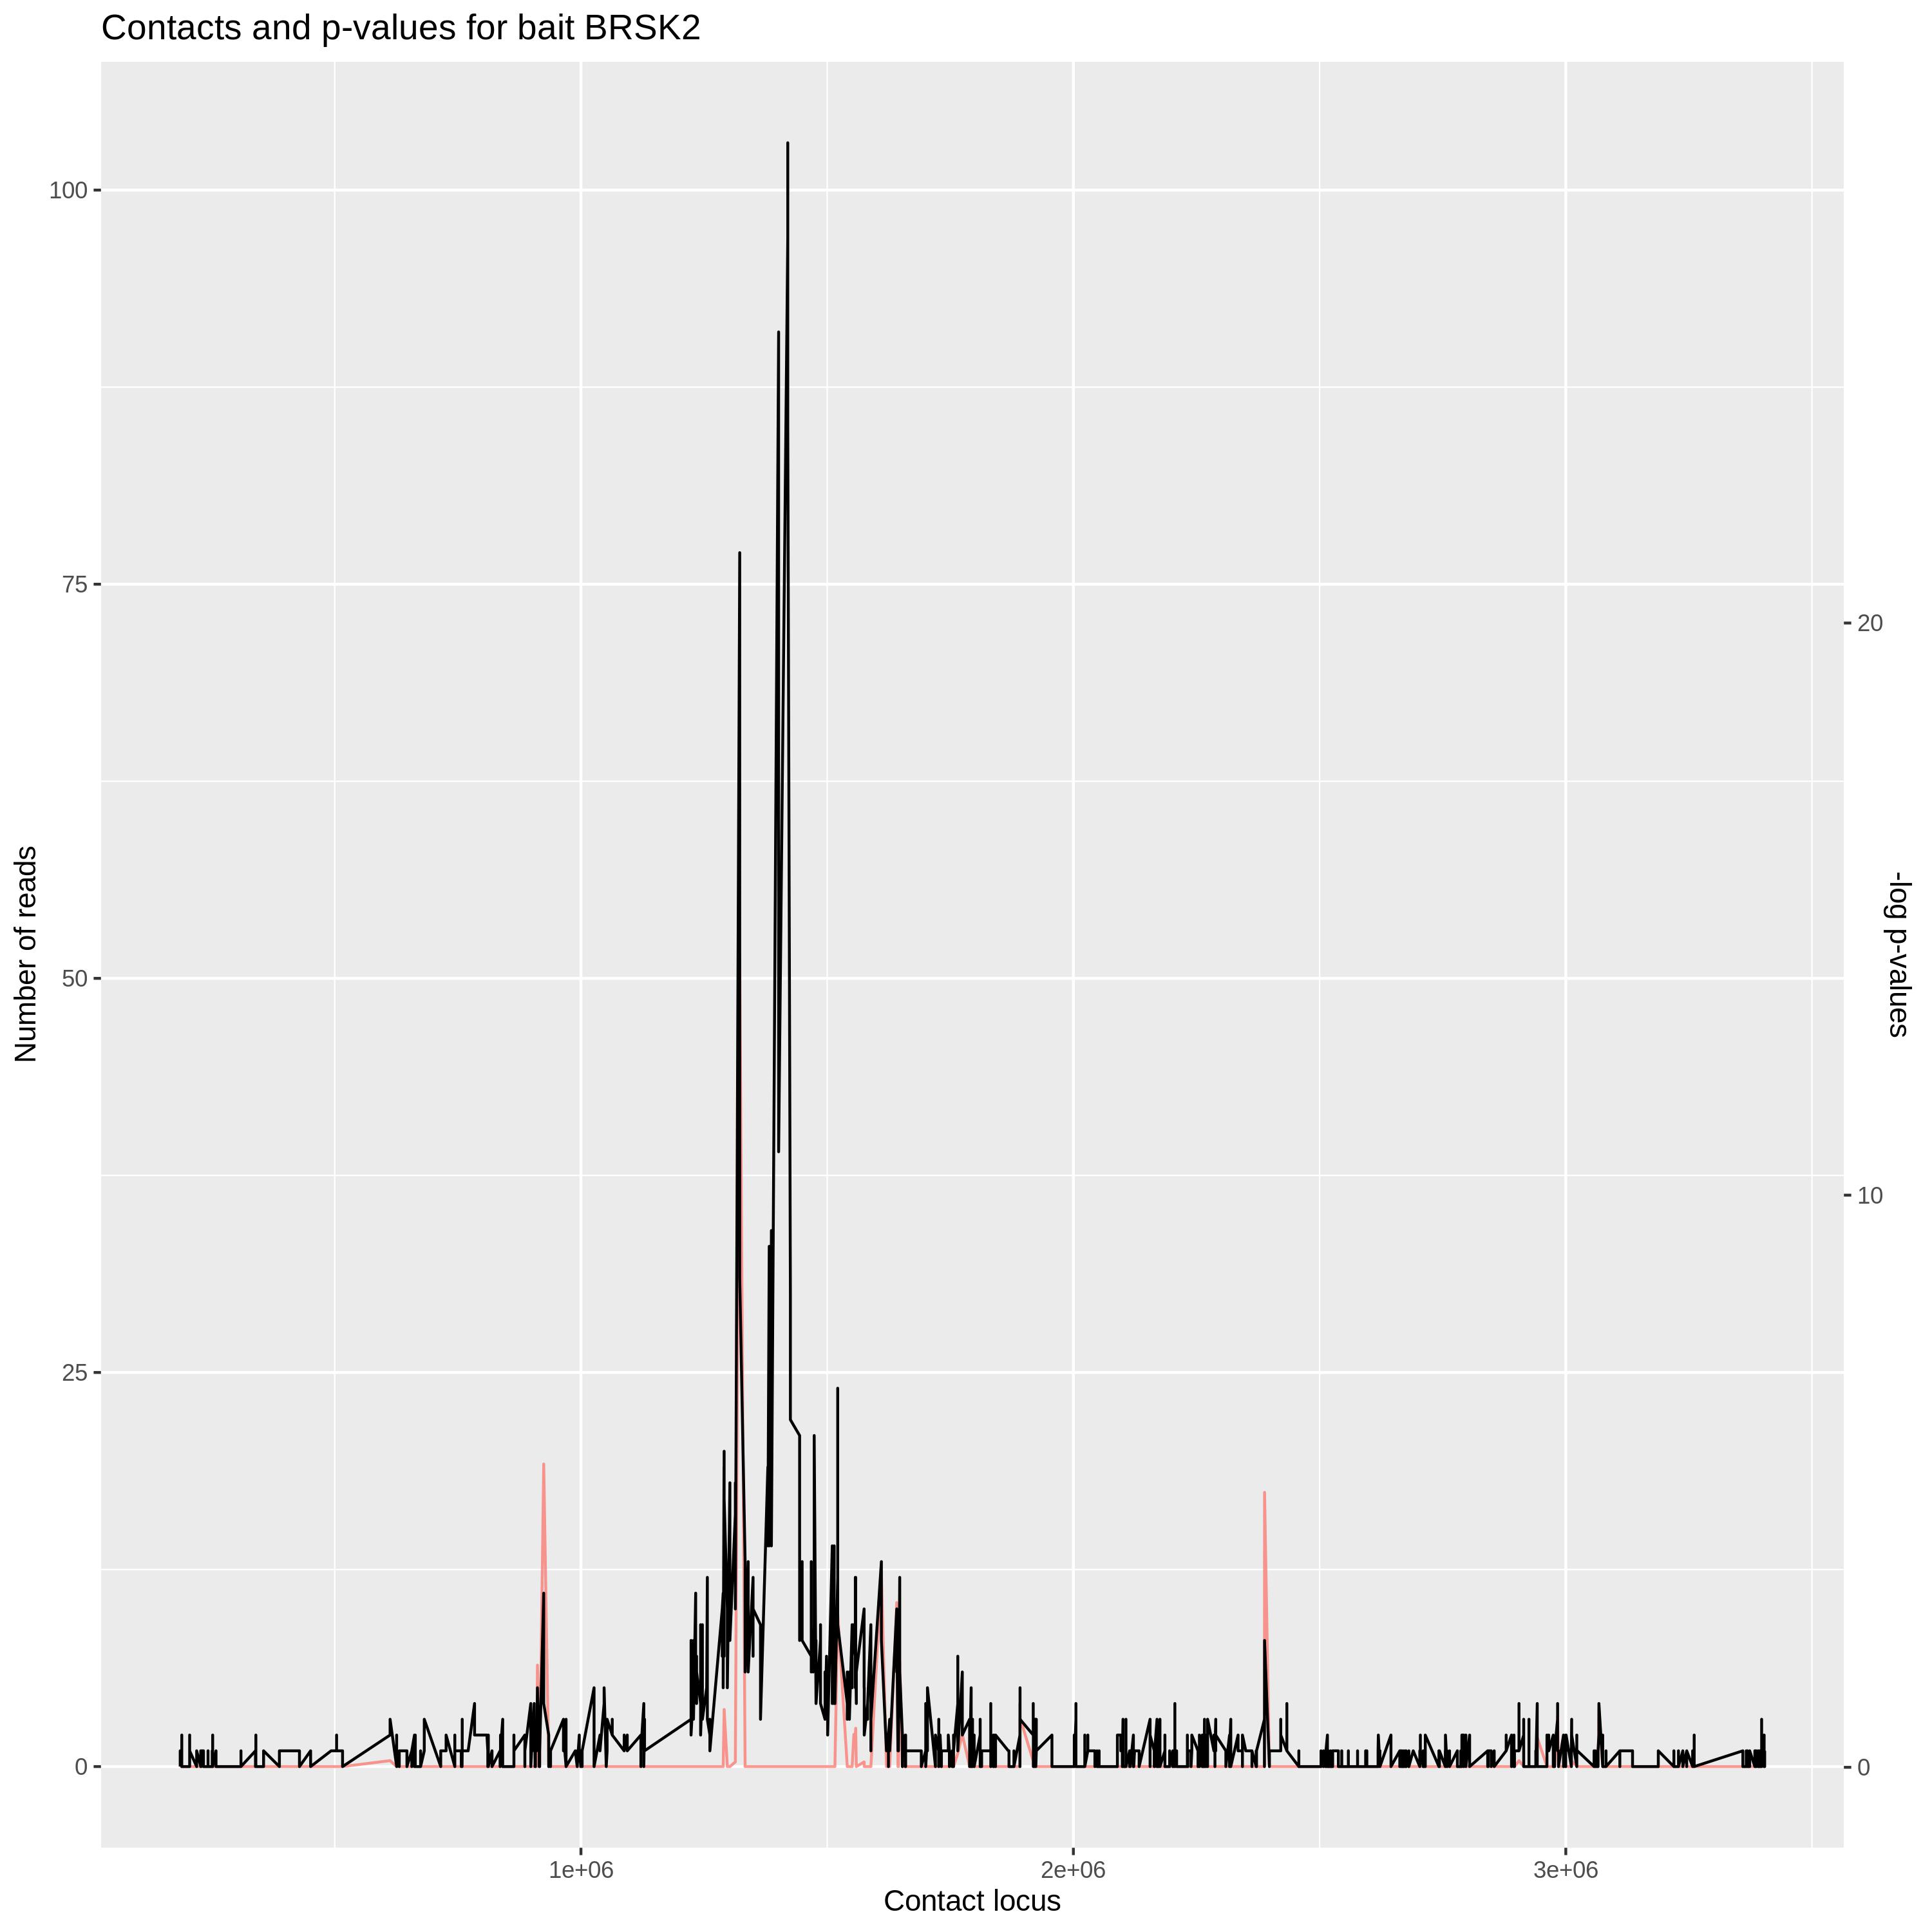 Contacts and p-values for bait BRSK2
100
75
50
25
0
Number of reads
20
10
0
-log p-values
1e+06
2e+06
3e+06
Contact locus